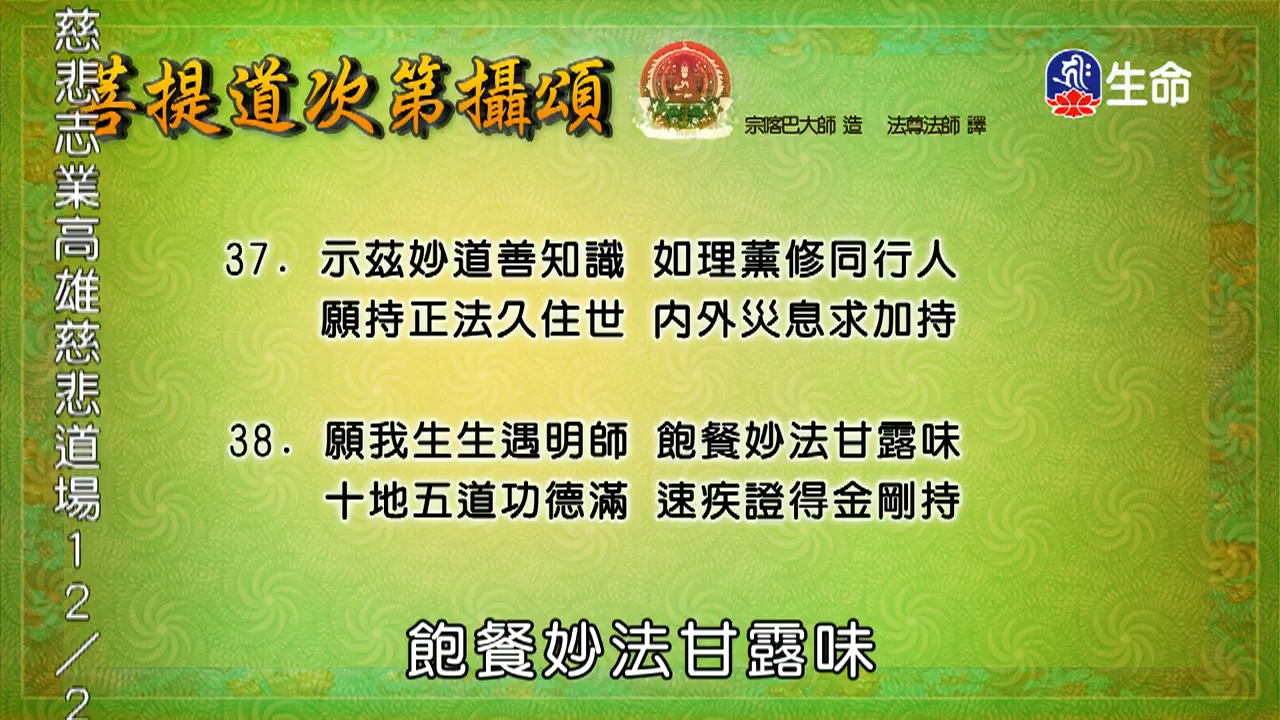 慈悲志業高雄慈悲道場12/2
菩提道次第攝頌
宗喀巴大師 造 法尊法師 譯
生命
37. 示茲妙道善知識 如理薰修同行人
願持正法久住世 內外災息求加持
38. 願我生生遇明師 飽餐妙法甘露味
十地五道功德滿 速疾證得金剛持
飽餐妙法甘露味